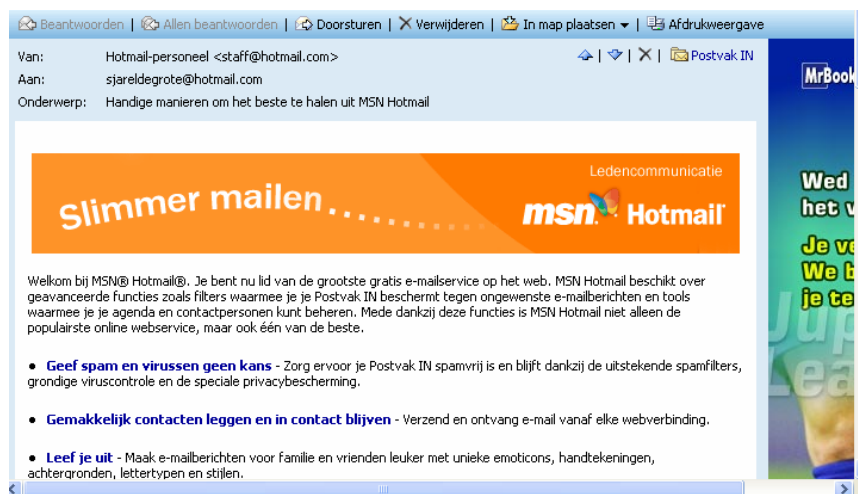 Beantwoorden | Allen beantwoorden | Doorsturen | Verwijderen | In map plaatsen | Afdrukweergave
Van: Hotmail-personeel <staff@hotmail.com>
Postvak IN
Aan: sjareldegrote@hotmail.com
Onderwerp: Handige manieren om het beste te halen uit MSN Hotmail
Slimmer mailen...........
Ledencommunicatie
msn Hotmail
Welkom bij MSN® Hotmail®. Je bent nu lid van de grootste gratis e-mailservice op het web. MSN Hotmail beschikt over
geavanceerde functies zoals filters waarmee je je Postvak IN beschermt tegen ongewenste e-mailberichten en tools
waarmee je je agenda en contactpersonen kunt beheren. Mede dankzij deze functies is MSN Hotmail niet alleen de
populairste online webservice, maar ook één van de beste.
● Geef spam en virussen geen kans - Zorg ervoor je Postvak IN spamvrij is en blijft dankzij de uitstekende spamfilters,
grondige viruscontrole en de speciale privacybescherming.
● Gemakkelijk contacten leggen en in contact blijven - Verzend en ontvang e-mail vanaf elke webverbinding.
● Leef je uit - Maak e-mailberichten voor familie en vrienden leuker met unieke emoticons, handtekeningen,
achtergronden, lettertypen en stijlen.
MrBook
Wed
het v
Je ve
We b
je te